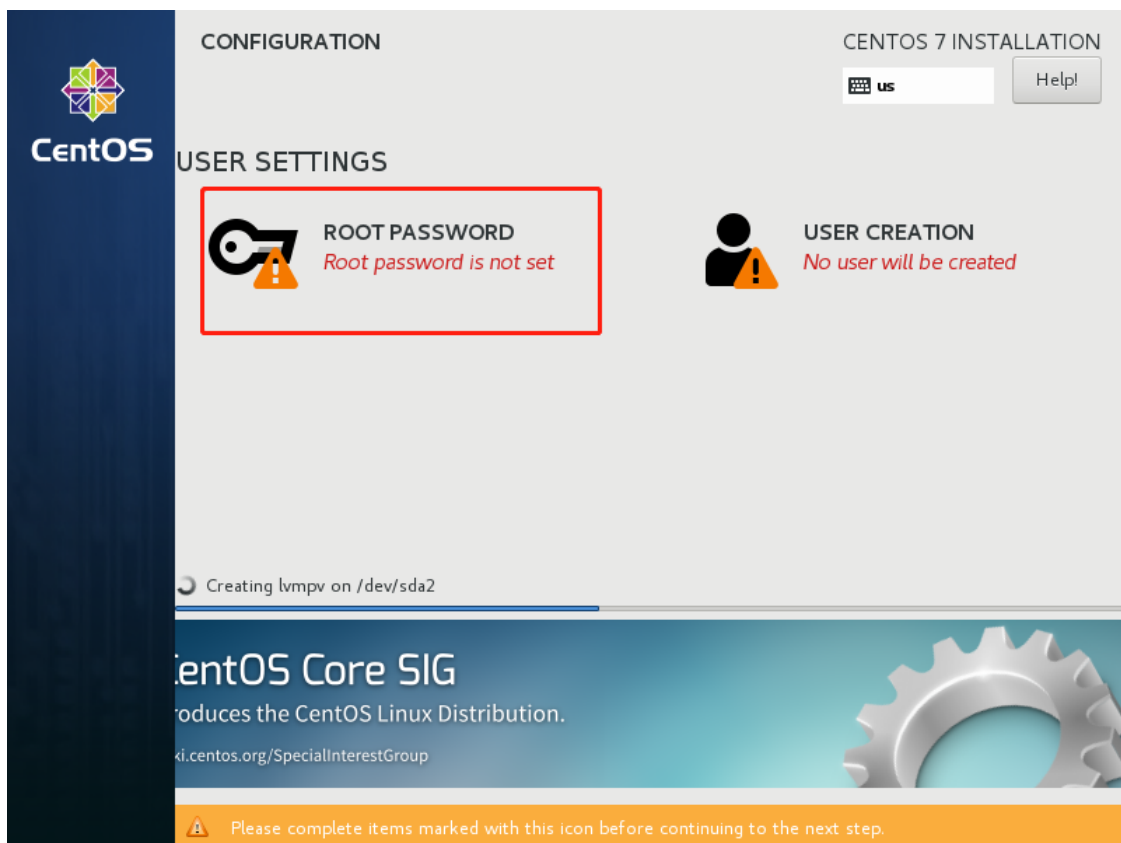 CONFIGURATION
CENTOS 7 INSTALLATION
us
Help!
CentOS
USER SETTINGS
ROOT PASSWORD
Root password is not set
USER CREATION
No user will be created
Creating lvmpv on /dev/sda2
entOS Core SIG
roduces the CentOS Linux Distribution.
ki.centos.org/SpecialInterestGroup
Please complete items marked with this icon before continuing to the next step.